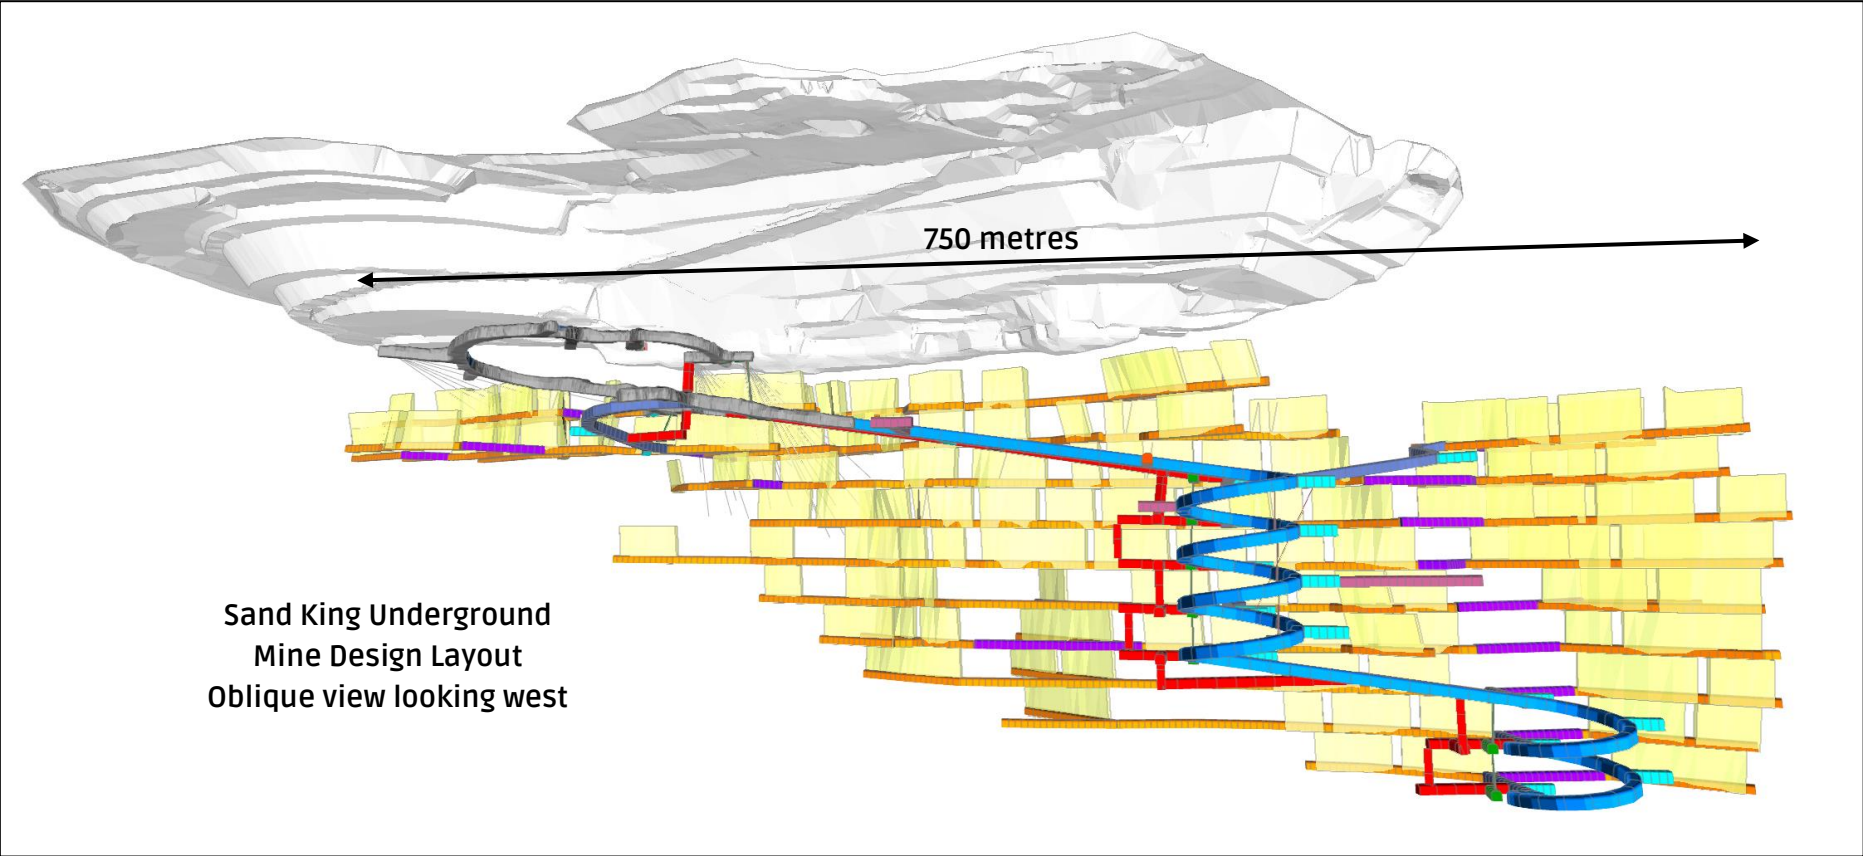 750 metres
Sand King Underground
Mine Design Layout
Oblique view looking west